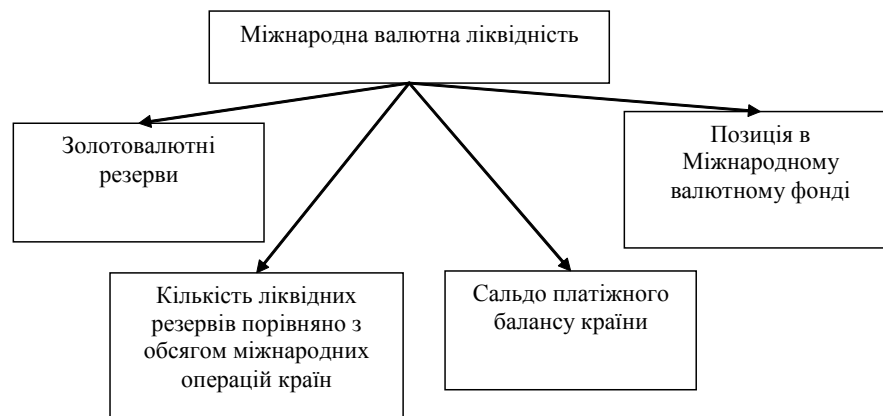 Міжнародна валютна ліквідність
Золотовалютні
резерви
Позиція в
Міжнародному
валютному фонді
Кількість ліквідних
резервів порівняно з
обсягом міжнародних
операцій країн
Сальдо платіжного
балансу країни